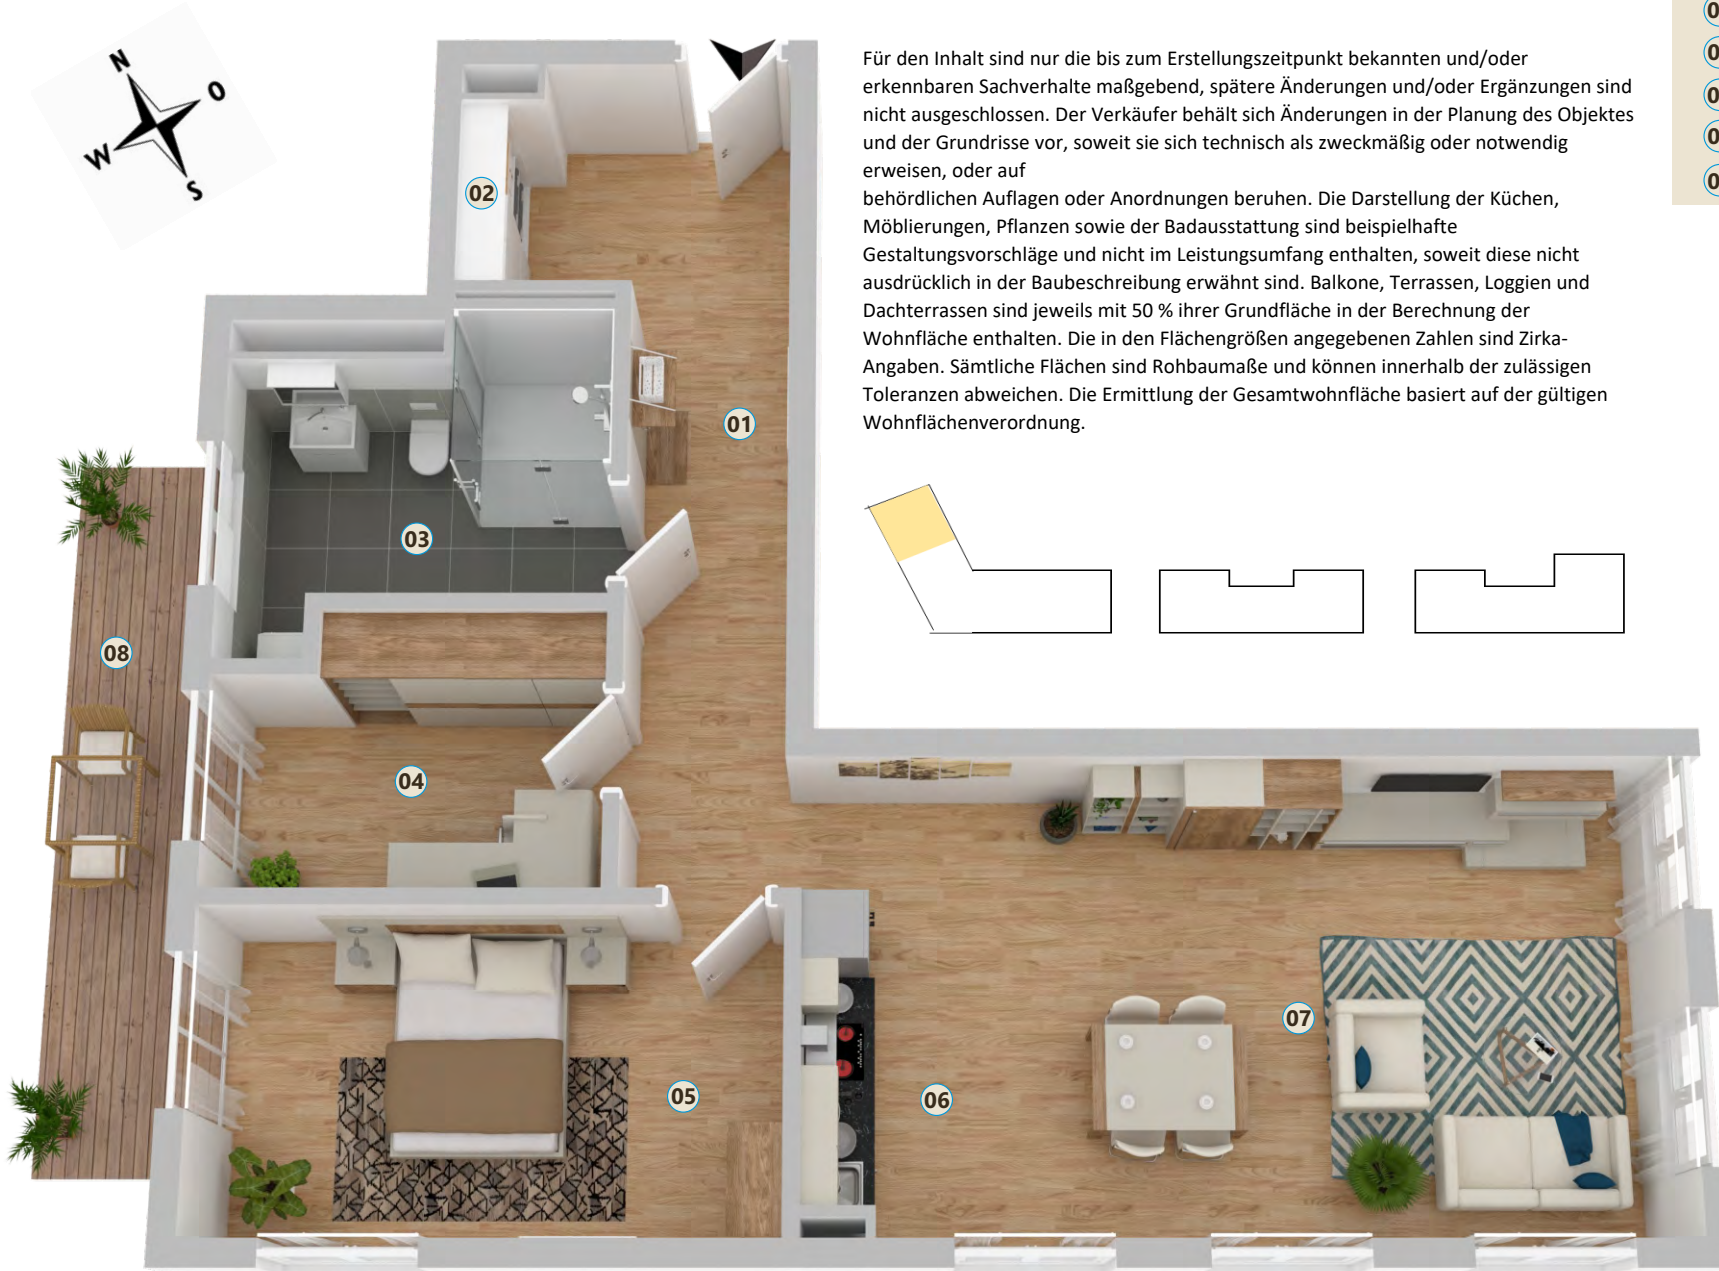 N
O
W
S
Für den Inhalt sind nur die bis zum Erstellungszeitpunkt bekannten und/oder
erkennbaren Sachverhalte maßgebend, spätere Änderungen und/oder Ergänzungen sind
nicht ausgeschlossen. Der Verkäufer behält sich Änderungen in der Planung des Objektes
und der Grundrisse vor, soweit sie sich technisch als zweckmäßig oder notwendig
erweisen, oder auf
behördlichen Auflagen oder Anordnungen beruhen. Die Darstellung der Küchen,
Möblierungen, Pflanzen sowie der Badausstattung sind beispielhafte
Gestaltungsvorschläge und nicht im Leistungsumfang enthalten, soweit diese nicht
ausdrücklich in der Baubeschreibung erwähnt sind. Balkone, Terrassen, Loggien und
Dachterrassen sind jeweils mit 50 % ihrer Grundfläche in der Berechnung der
Wohnfläche enthalten. Die in den Flächengrößen angegebenen Zahlen sind Zirka-
Angaben. Sämtliche Flächen sind Rohbaumaße und können innerhalb der zulässigen
Toleranzen abweichen. Die Ermittlung der Gesamtwohnfläche basiert auf der gültigen
Wohnflächenverordnung.
02
01
03
08
04
07
05
06